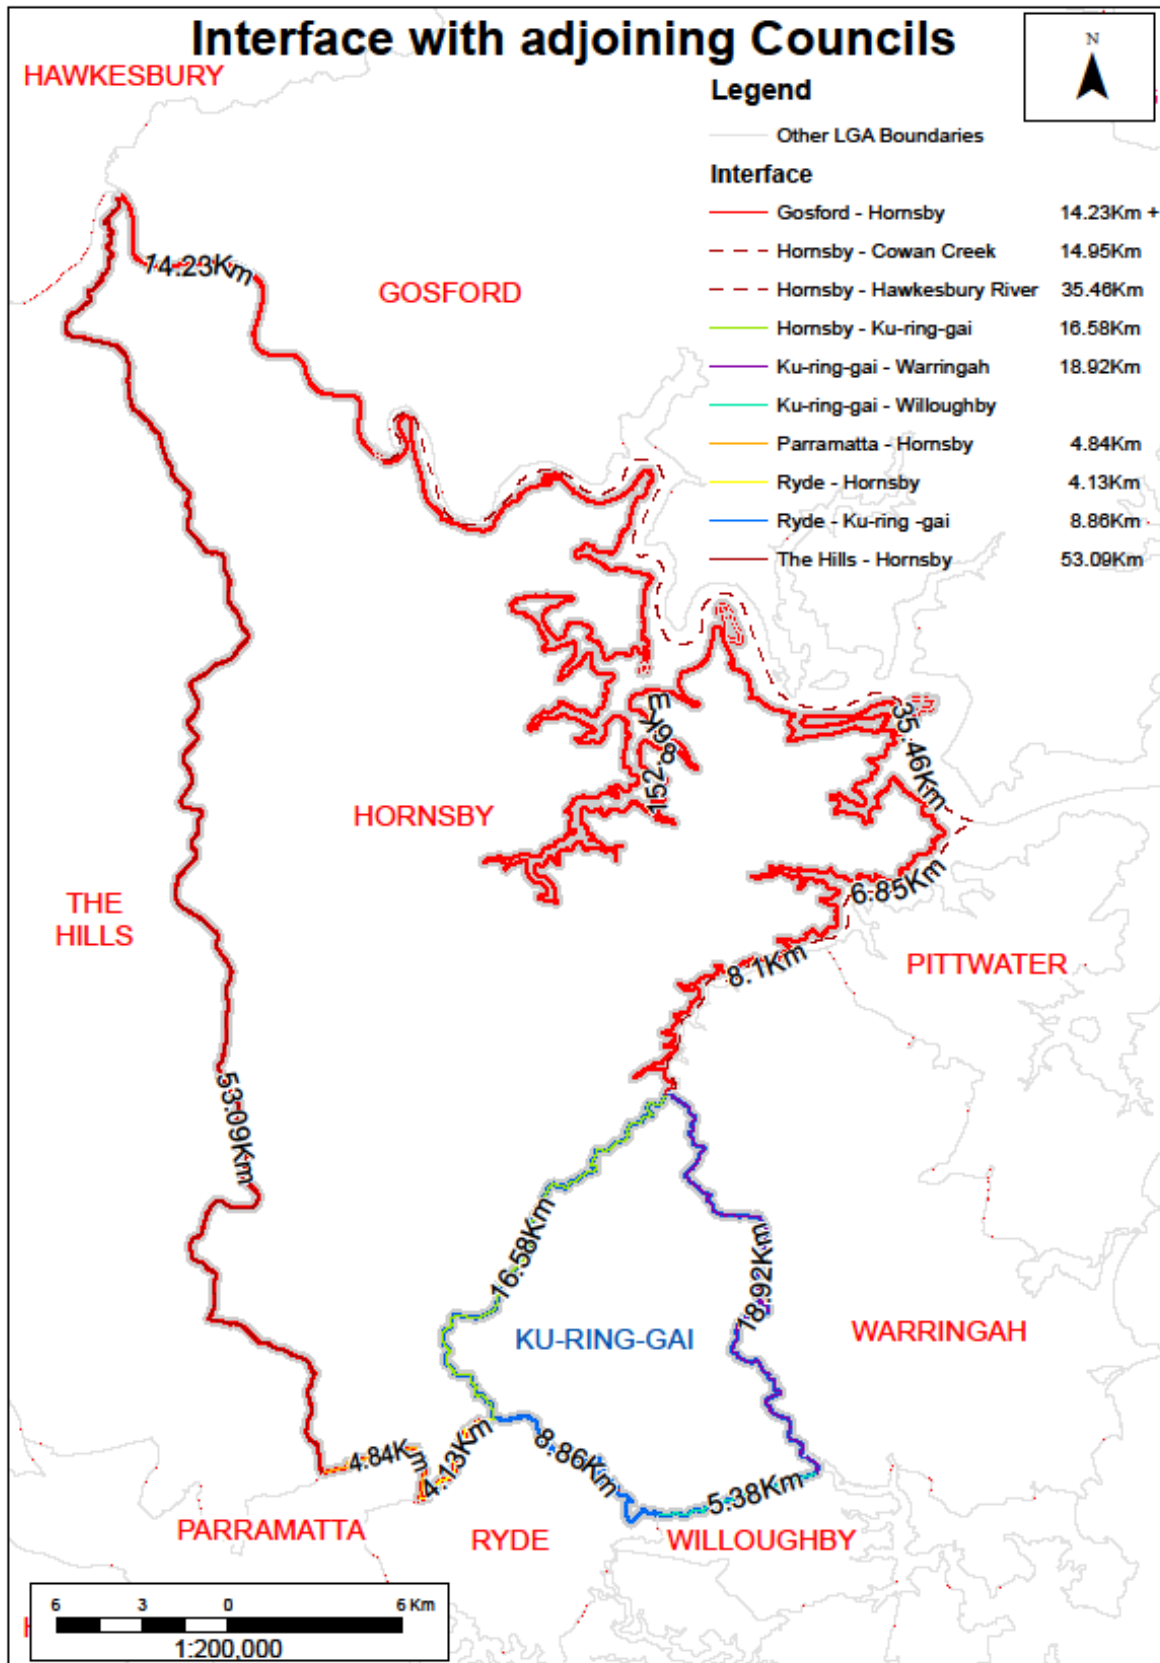 Interface with adjoining Councils
N
HAWKESBURY
Legend
Other LGA Boundaries
Interface
Gosford - Hornsby 14.23Km +
Hornsby - Cowan Creek 14.95Km
Hornsby - Hawkesbury River 35.46Km
Hornsby - Ku-ring-gai 16.58Km
Ku-ring-gai - Warringah 18.92Km
Ku-ring-gai - Willoughby
Parramatta - Hornsby 4.84Km
Ryde - Hornsby 4.13Km
Ryde - Ku-ring -gai 8.86Km
The Hills - Hornsby 53.09Km
14.23Km
GOSFORD
152.86Km
35.46Km
HORNSBY
6.85Km
THE
HILLS
8.1Km
PITTWATER
53.09Km
16.58Km
18.92Km
KU-RING-GAI
WARRINGAH
4.84Km
4.13Km
8.86Km
5.38Km
PARRAMATTA
RYDE
WILLOUGHBY
6 3 0 6 Km
1:200,000